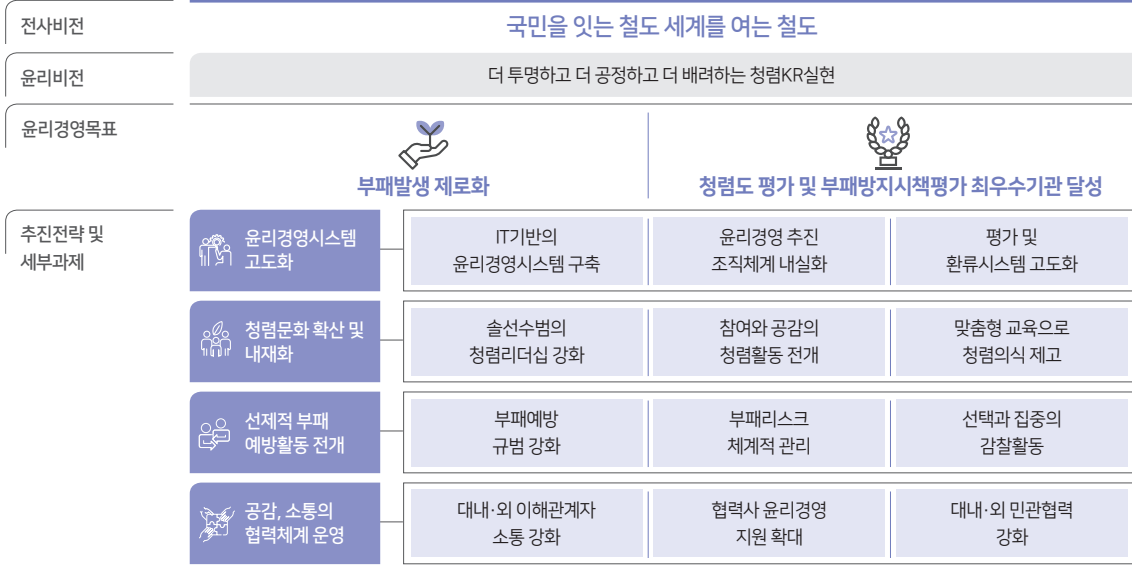 전사비전
국민을 잇는 철도 세계를 여는 철도
윤리비전
더 투명하고 더 공정하고 더 배려하는 청렴KR실현
윤리경영목표
부패발생 제로화
청렴도 평가 및 부패방지시책평가 최우수기관 달성
추진전략 및
세부과제
윤리경영시스템
고도화
IT기반의
윤리경영시스템 구축
윤리경영 추진
조직체계 내실화
평가 및
환류시스템 고도화
청렴문화 확산 및
내재화
솔선수범의
청렴리더십 강화
참여와 공감의
청렴활동 전개
맞춤형 교육으로
청렴의식 제고
선제적 부패
예방활동 전개
부패예방
규범 강화
부패리스크
체계적 관리
선택과 집중의
감찰활동
공감, 소통의
협력체계 운영
대내·외 이해관계자
소통 강화
협력사 윤리경영
지원 확대
대내·외 민관협력
강화